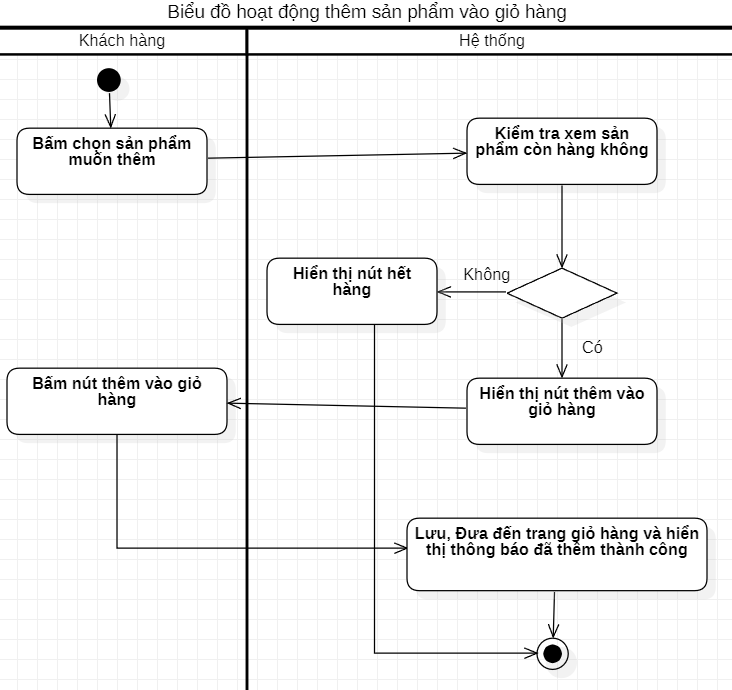 Biểu đồ hoạt động thêm sản phẩm vào giỏ hàng
Khách hàng
Hệ thống
Bấm chọn sản phẩm
muốn thêm
Kiểm tra xem sản
phẩm còn hàng không
Hiển thị nút hết
hàng
Không
Có
Bấm nút thêm vào giỏ
hàng
Hiển thị nút thêm vào
giỏ hàng
Lưu, Đưa đến trang giỏ hàng và hiển
thị thông báo đã thêm thành công